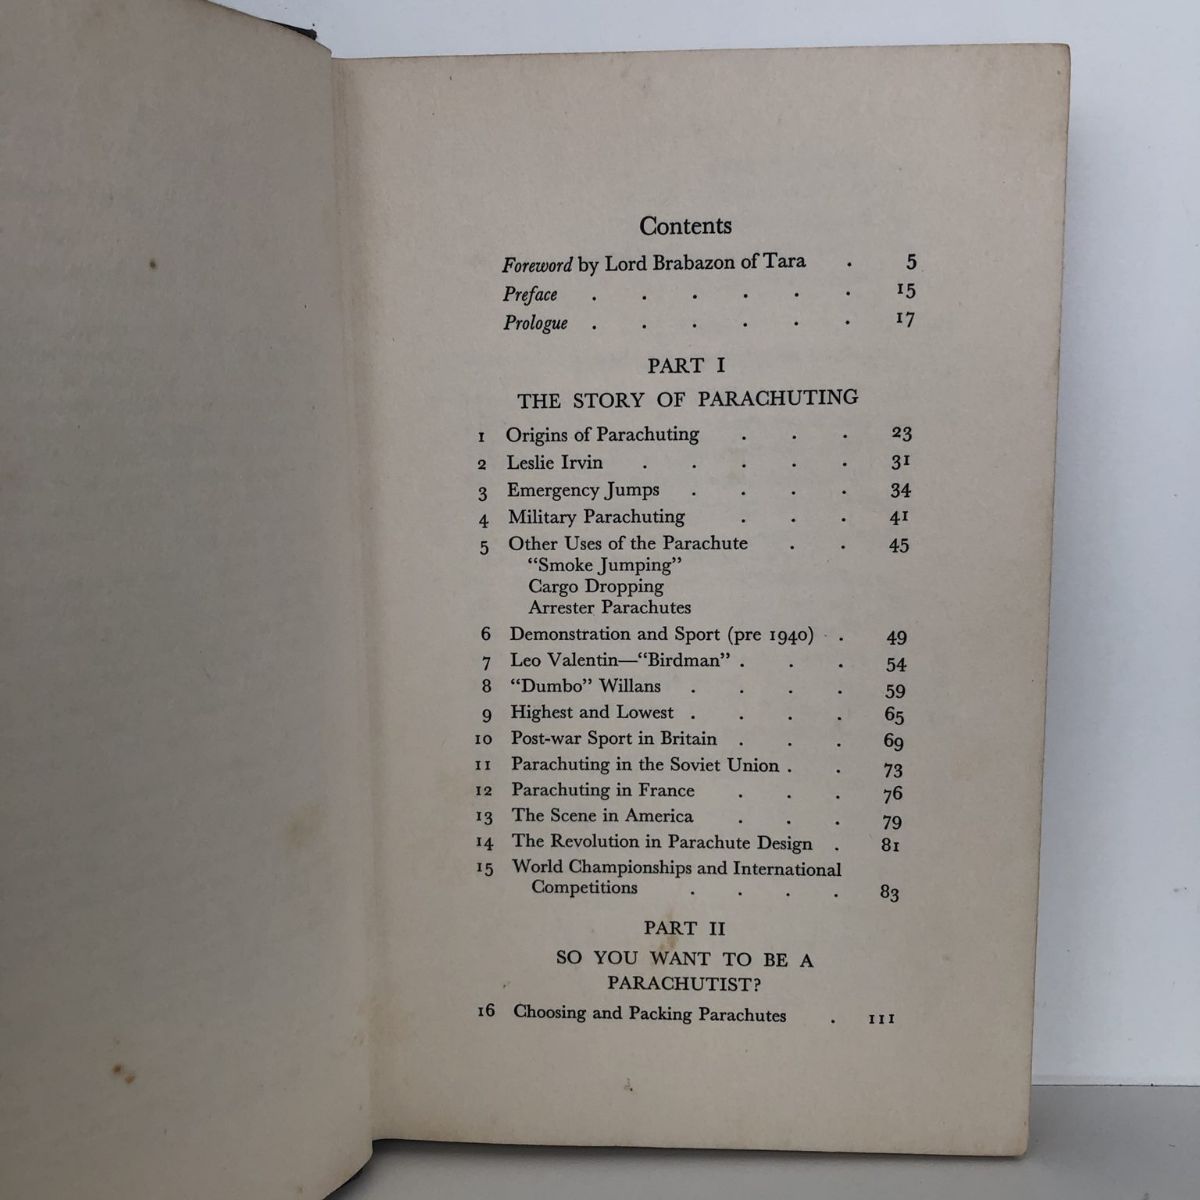 Contents
Foreword by Lord Brabazon of Tara . 5
Preface . . . . . . 15
Prologue . . . . . . 17
PART I
THE STORY OF PARACHUTING
1 Origins of Parachuting . . . 23
2 Leslie Irvin . . . . . 31
3 Emergency Jumps . . . . 34
4 Military Parachuting . . . 41
5 Other Uses of the Parachute . . 45
"Smoke Jumping"
Cargo Dropping
Arrester Parachutes
6 Demonstration and Sport (pre 1940) . 49
7 Leo Valentin—"Birdman" . . . 54
8 "Dumbo" Willans . . . . 59
9 Highest and Lowest . . . . 65
10 Post-war Sport in Britain . . . 69
11 Parachuting in the Soviet Union . . 73
12 Parachuting in France . . . 76
13 The Scene in America . . . 79
14 The Revolution in Parachute Design . 81
15 World Championships and International
Competitions . . . . 83
PART II
SO YOU WANT TO BE A
PARACHUTIST?
16 Choosing and Packing Parachutes . 111